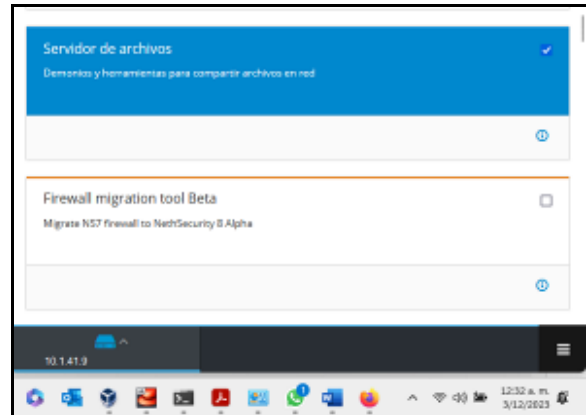 Servidor de archivos
Demonios y herramientas para compartir archivos en red
Firewall migration tool Beta
Migrate NS7 firewall to NethSecurity 8 Alpha
10.1.41.9
12:32 a. m.
3/12/2023